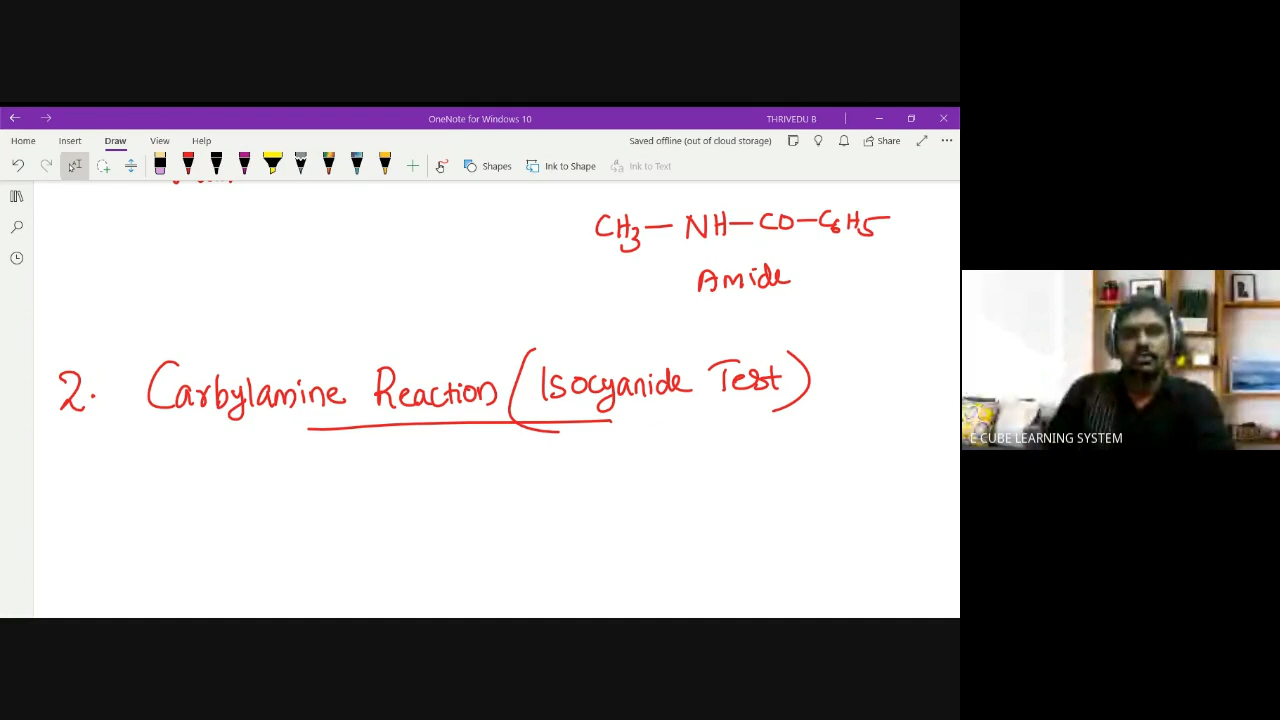 OneNote for Windows 10
THRIVEDU B
Home Insert Draw View Help
Saved offline (out of cloud storage)
Share
Shapes
Ink to Shape
Ink to Text
CH3 — NH — CO — C6H5
Amide
2. Carbylamine Reaction (Isocyanide Test)
E CUBE LEARNING SYSTEM